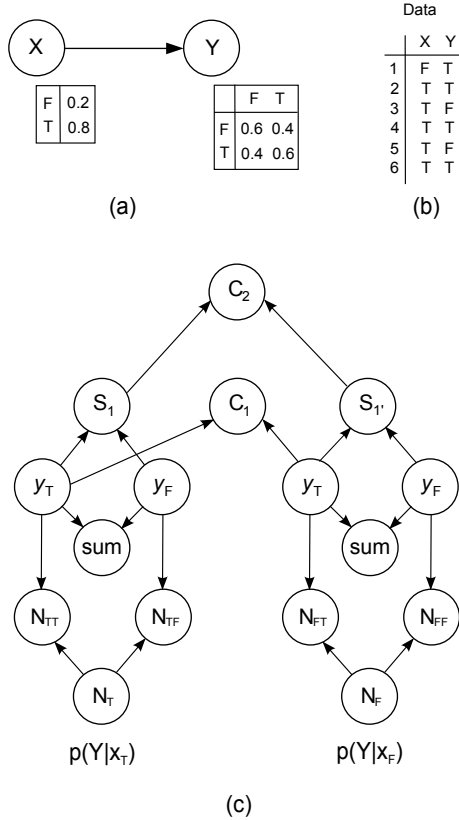 Data
X Y
X Y
1 F T
2 T T
3 T F
4 T T
5 T F
6 T T
F 0.2
T 0.8
F T
F 0.6 0.4
T 0.4 0.6
(a)
(b)
C2
S1 C1 S1'
yT yF yT yF
sum sum
NTT NTF NFT NFF
NT NF
p(Y|xT) p(Y|xF)
(c)